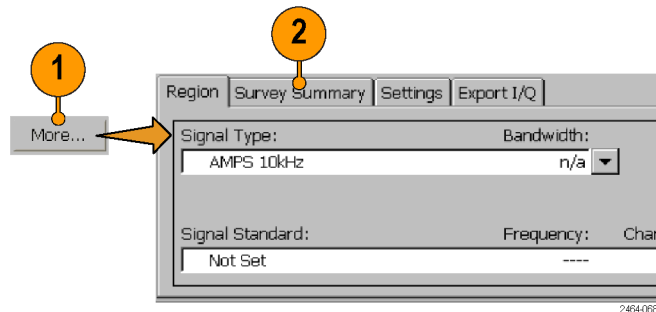 1
2
More...
Region Survey Summary Settings Export I/Q
Signal Type: Bandwidth:
AMPS 10kHz n/a
Signal Standard: Frequency:
Not Set ----